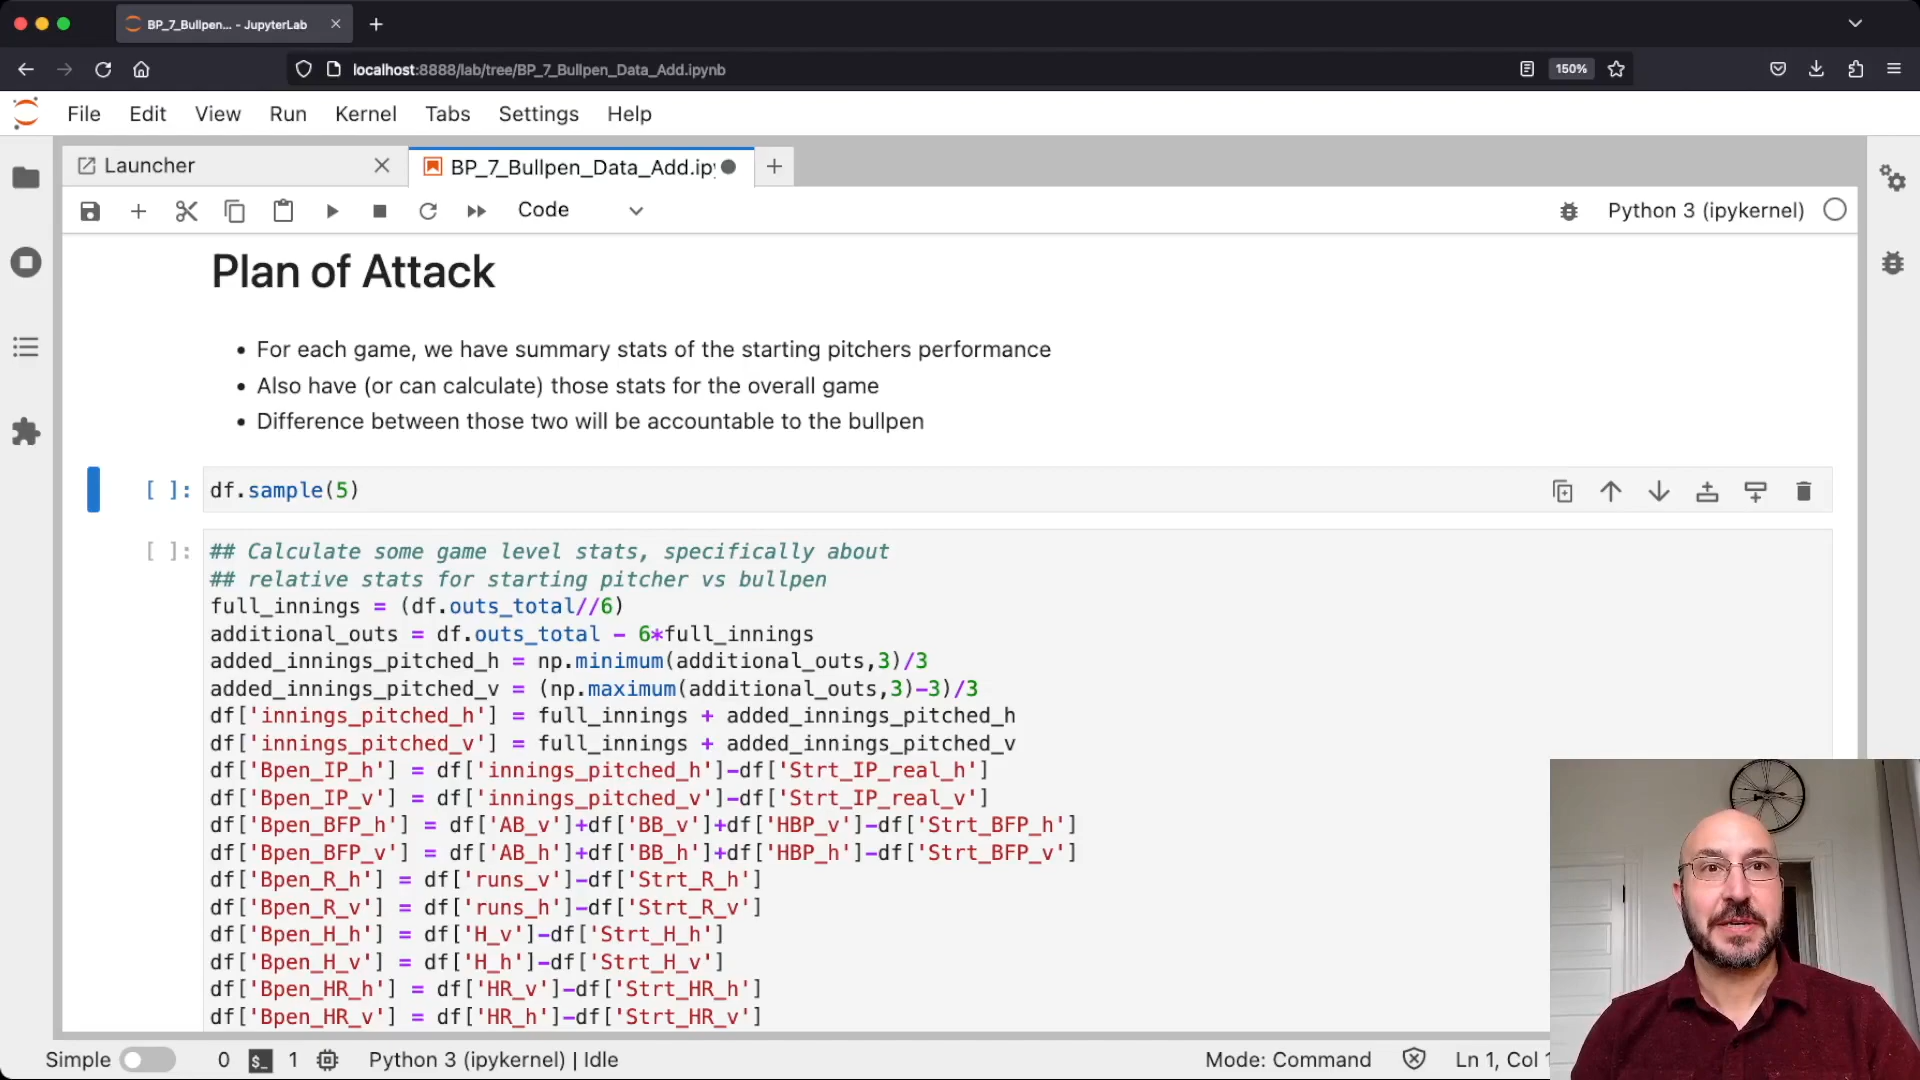 BP_7_Bullpen... - JupyterLab
localhost:8888/lab/tree/BP_7_Bullpen_Data_Add.ipynb
150%
File Edit View Run Kernel Tabs Settings Help
Launcher
BP_7_Bullpen_Data_Add.ip
Code
Python 3 (ipykernel)
Plan of Attack
• For each game, we have summary stats of the starting pitchers performance
• Also have (or can calculate) those stats for the overall game
• Difference between those two will be accountable to the bullpen
[ ]: df.sample(5)
[ ]: ## Calculate some game level stats, specifically about
## relative stats for starting pitcher vs bullpen
full_innings = (df.outs_total//6)
additional_outs = df.outs_total - 6*full_innings
added_innings_pitched_h = np.minimum(additional_outs,3)/3
added_innings_pitched_v = (np.maximum(additional_outs,3)-3)/3
df['innings_pitched_h'] = full_innings + added_innings_pitched_h
df['innings_pitched_v'] = full_innings + added_innings_pitched_v
df['Bpen_IP_h'] = df['innings_pitched_h']-df['Strt_IP_real_h']
df['Bpen_IP_v'] = df['innings_pitched_v']-df['Strt_IP_real_v']
df['Bpen_BFP_h'] = df['AB_v']+df['BB_v']+df['HBP_v']-df['Strt_BFP_h']
df['Bpen_BFP_v'] = df['AB_h']+df['BB_h']+df['HBP_h']-df['Strt_BFP_v']
df['Bpen_R_h'] = df['runs_v']-df['Strt_R_h']
df['Bpen_R_v'] = df['runs_h']-df['Strt_R_v']
df['Bpen_H_h'] = df['H_v']-df['Strt_H_h']
df['Bpen_H_v'] = df['H_h']-df['Strt_H_v']
df['Bpen_HR_h'] = df['HR_v']-df['Strt_HR_h']
df['Bpen_HR_v'] = df['HR_h']-df['Strt_HR_v']
Simple 0 $_ 1 Python 3 (ipykernel) | Idle Mode: Command Ln 1, Col